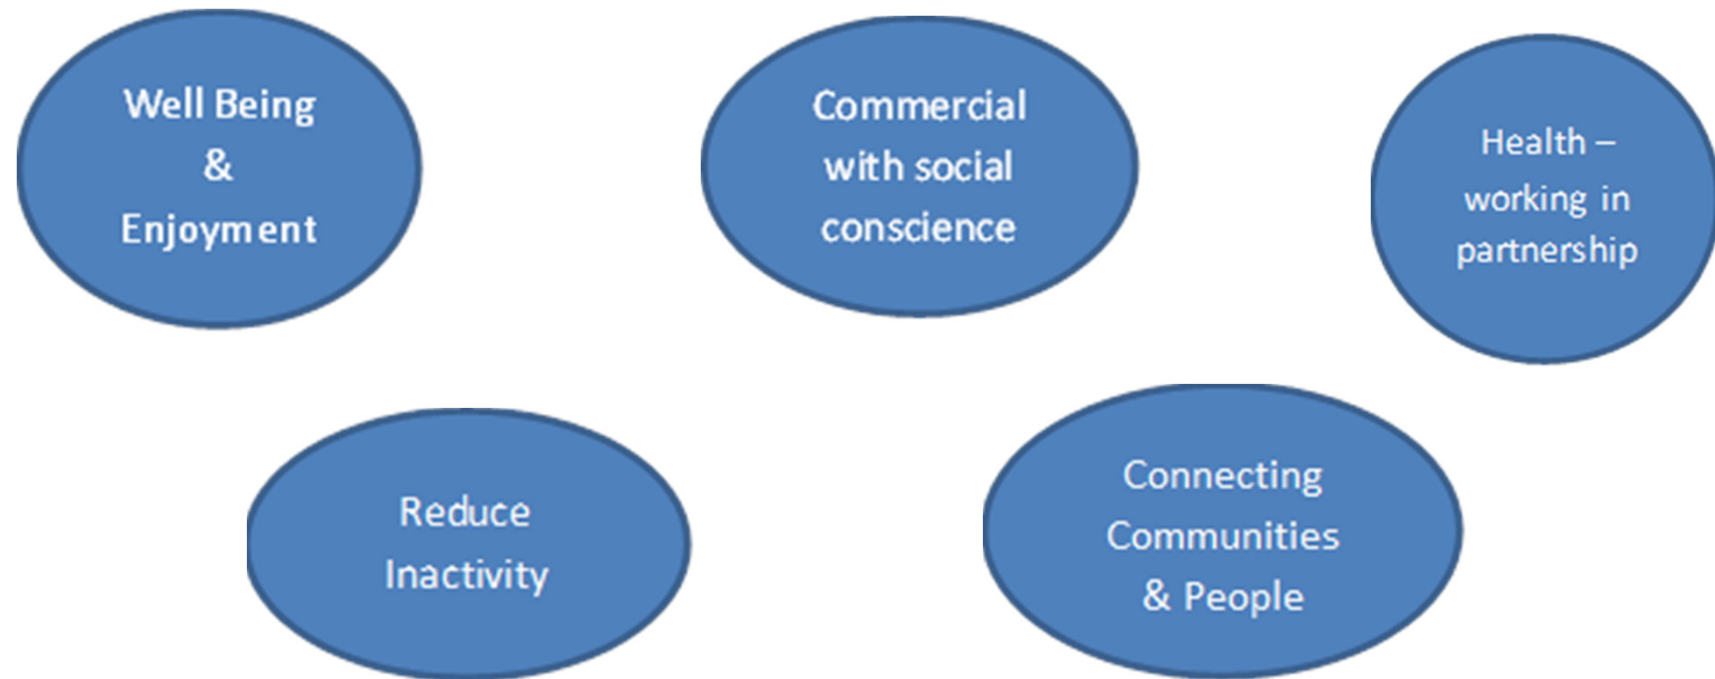 Well Being
&
Enjoyment
Commercial
with social
conscience
Health –
working in
partnership
Reduce
Inactivity
Connecting
Communities
& People